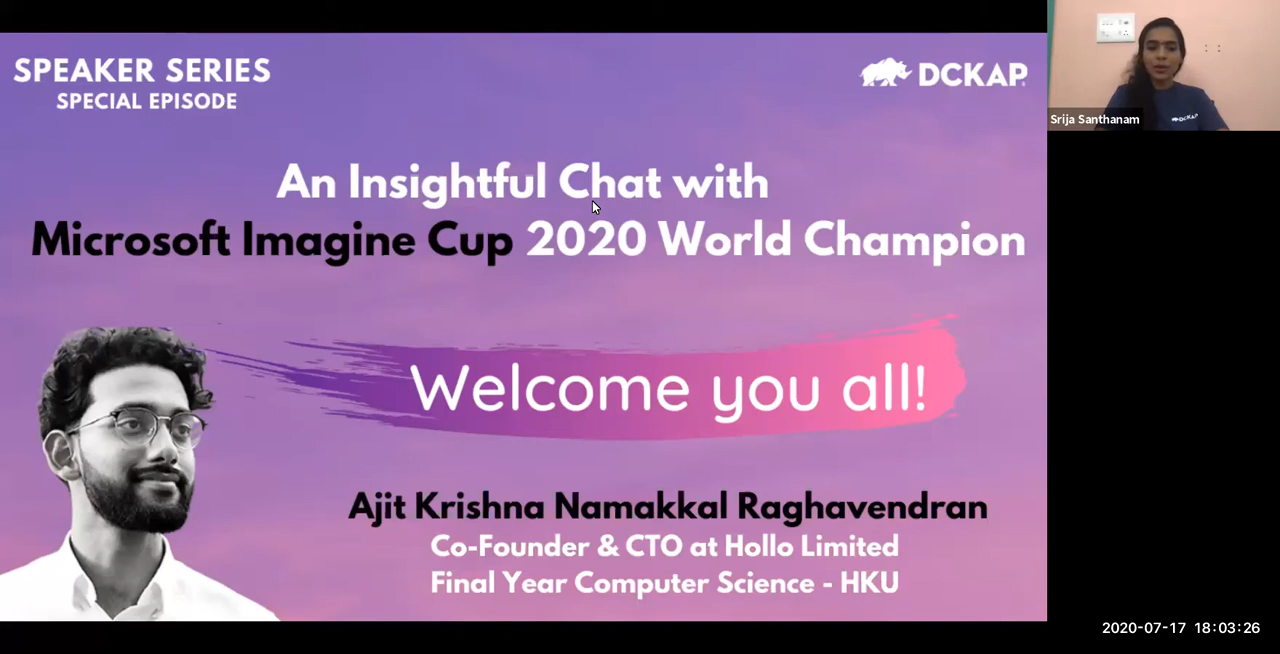 SPEAKER SERIES
SPECIAL EPISODE
DCKAP
An Insightful Chat with
Microsoft Imagine Cup 2020 World Champion
Welcome you all!
Ajit Krishna Namakkal Raghavendran
Co-Founder & CTO at Hollo Limited
Final Year Computer Science - HKU
Srija Santhanam
DCKAP
2020-07-17 18:03:26